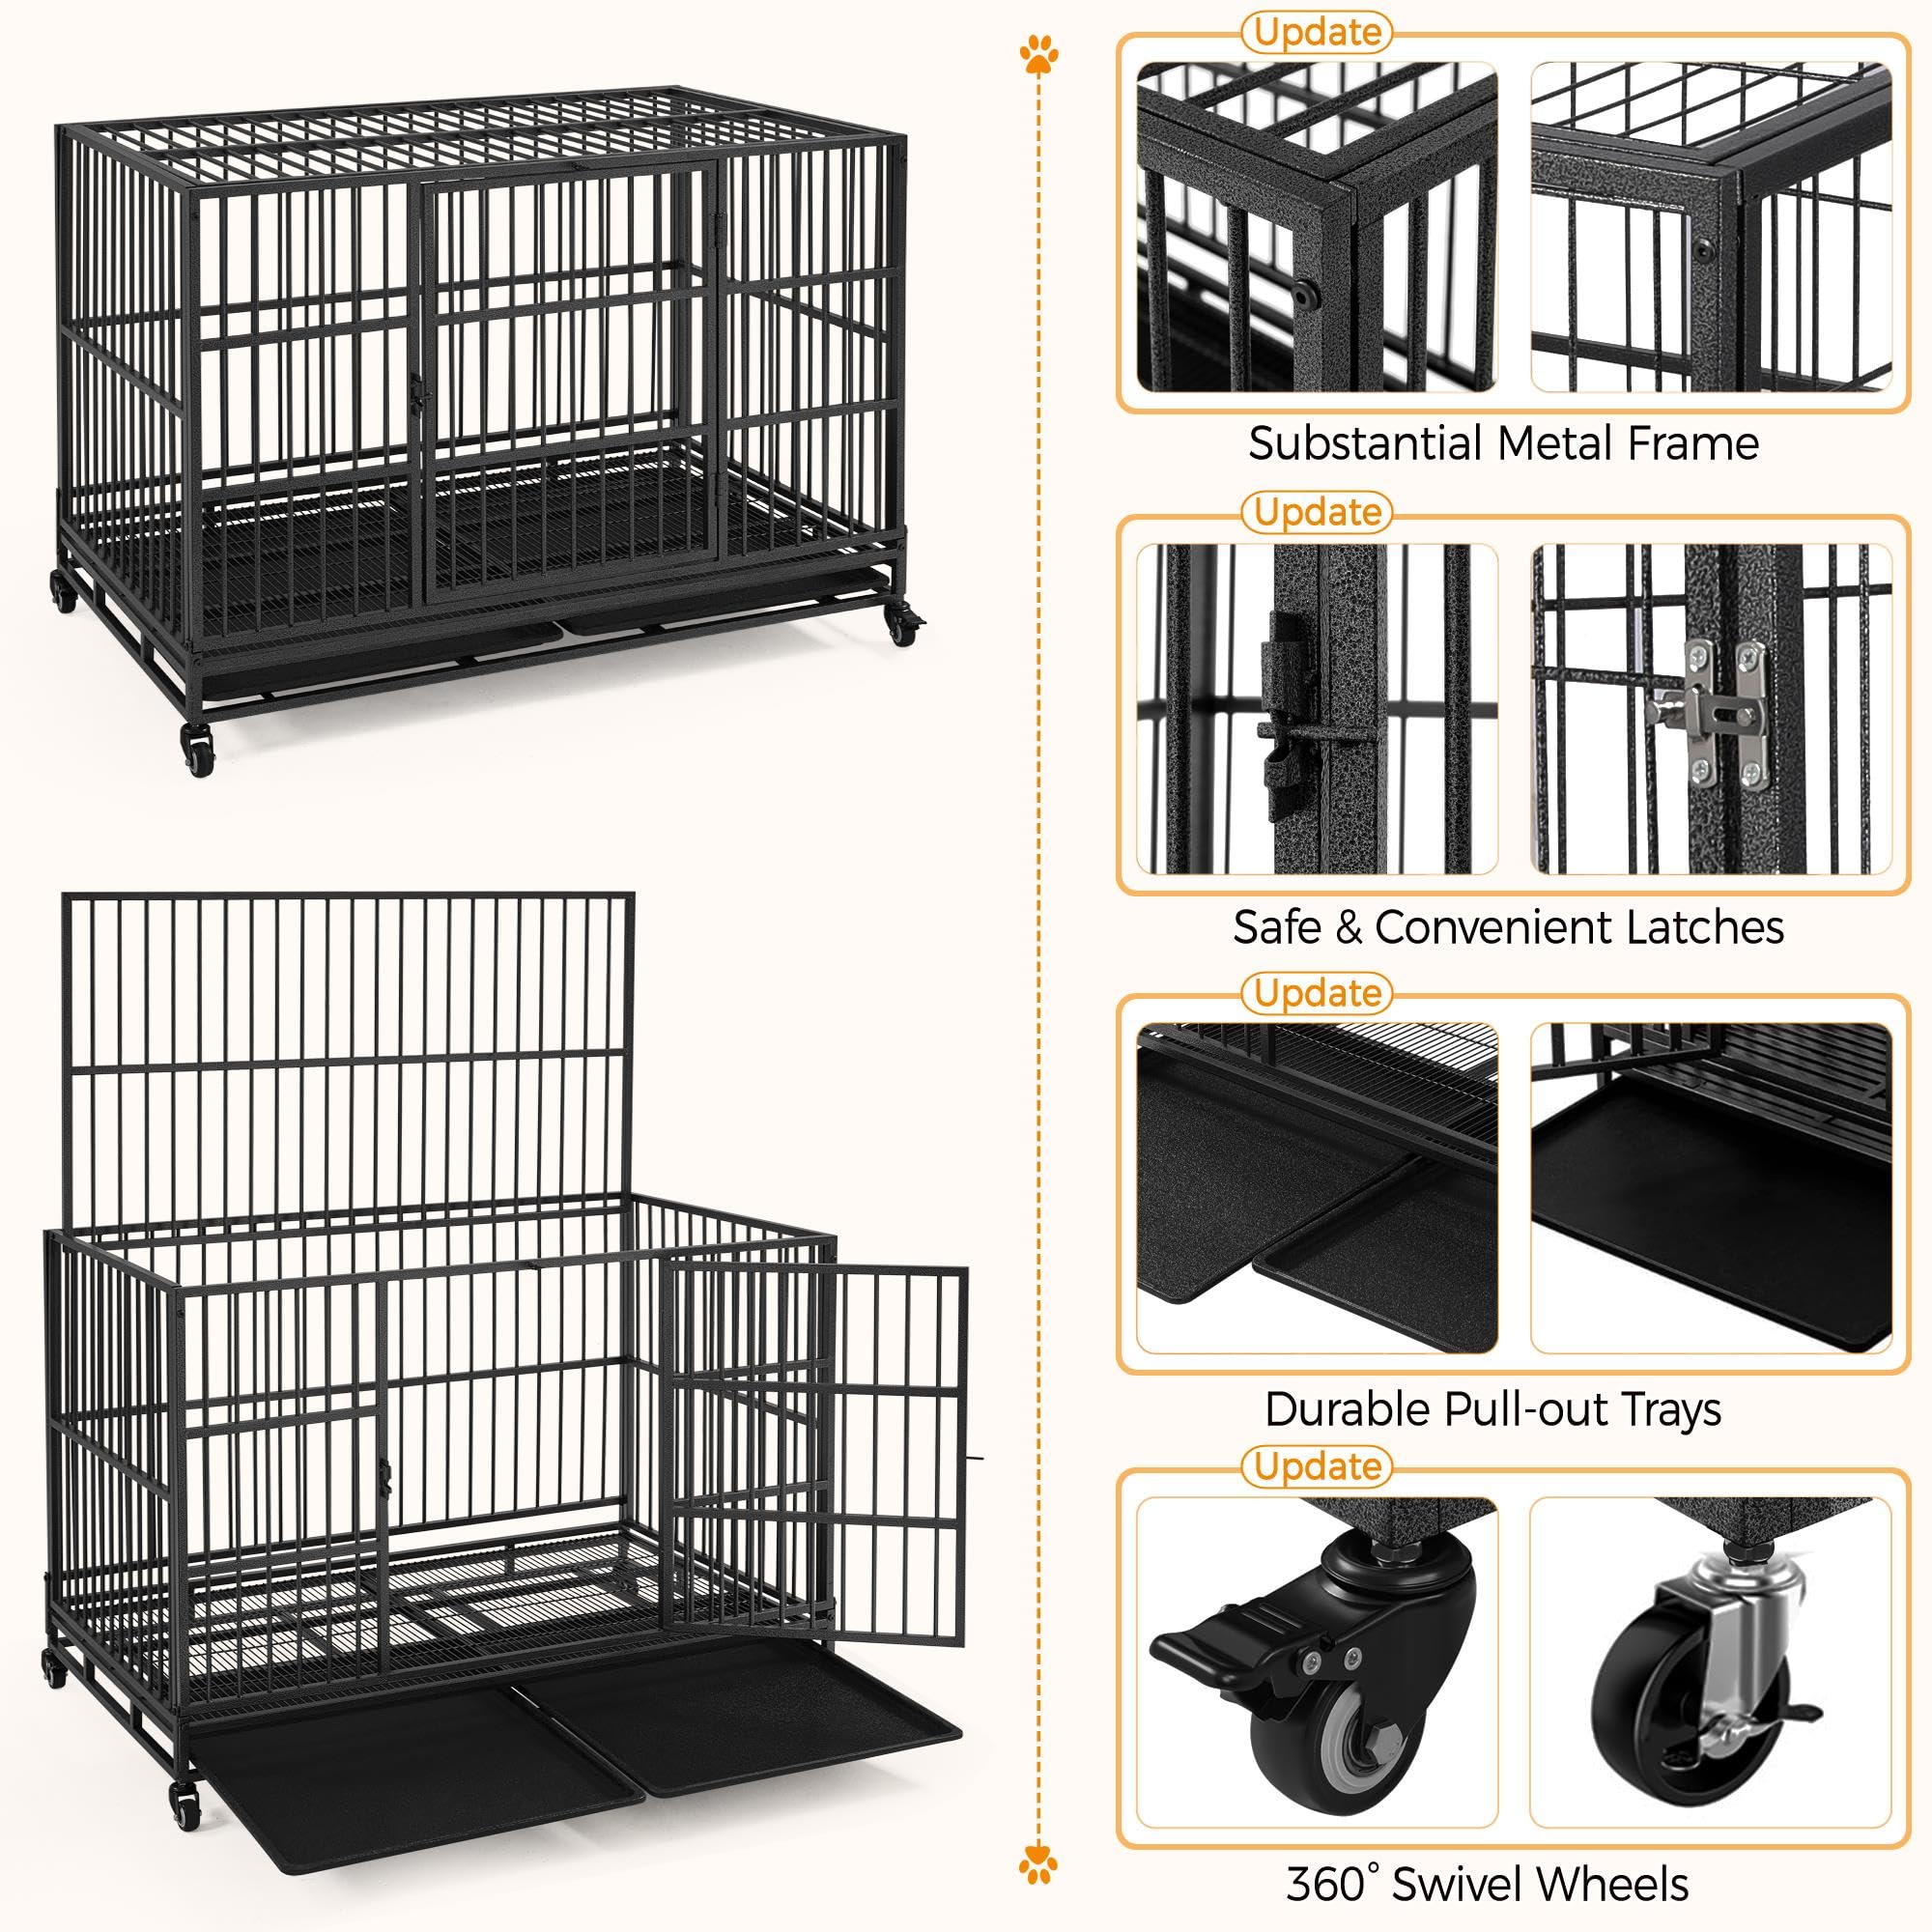 Update
Substantial Metal Frame
Update
Safe & Convenient Latches
Update
Durable Pull-out Trays
Update
360° Swivel Wheels